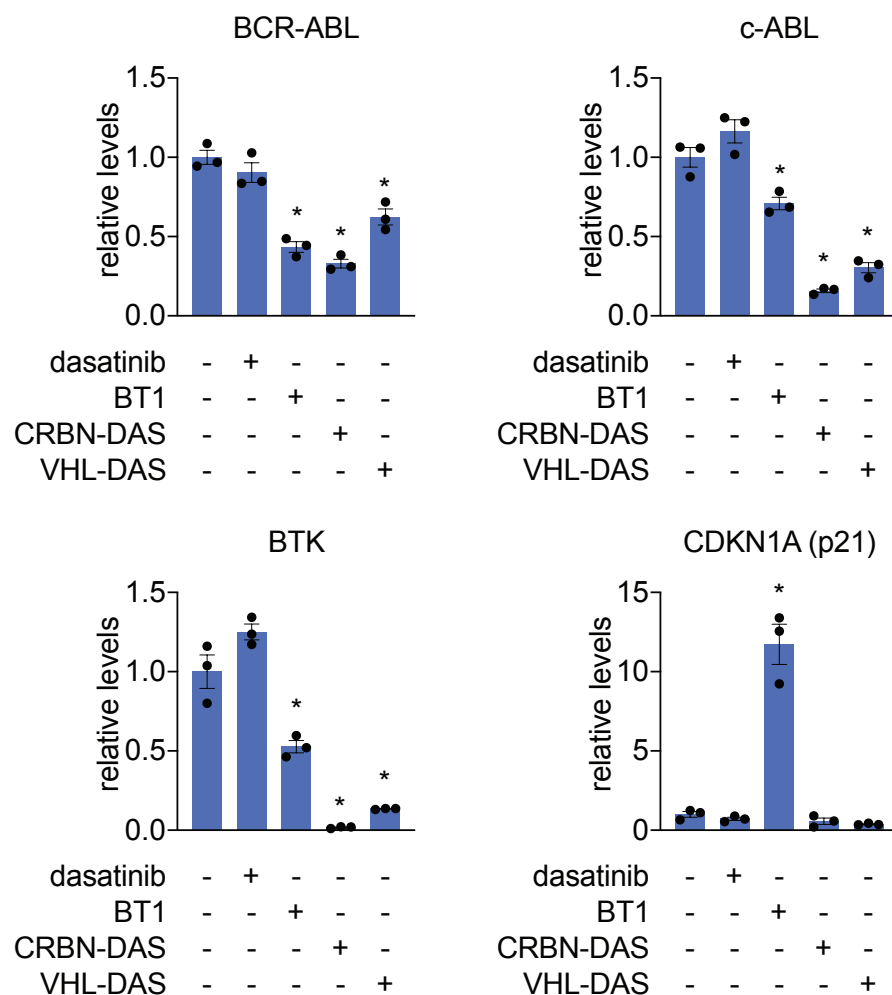 BCR-ABL
relative levels
1.5
1.0
0.5
0.0
* * *
dasatinib - + - - -
BT1 - - + - -
CRBN-DAS - - - + -
VHL-DAS - - - - +
c-ABL
relative levels
1.5
1.0
0.5
0.0
* * *
dasatinib - + - - -
BT1 - - + - -
CRBN-DAS - - - + -
VHL-DAS - - - - +
BTK
relative levels
1.5
1.0
0.5
0.0
* * *
dasatinib - + - - -
BT1 - - + - -
CRBN-DAS - - - + -
VHL-DAS - - - - +
CDKN1A (p21)
relative levels
15
10
5
0
*
dasatinib - + - - -
BT1 - - + - -
CRBN-DAS - - - + -
VHL-DAS - - - - +